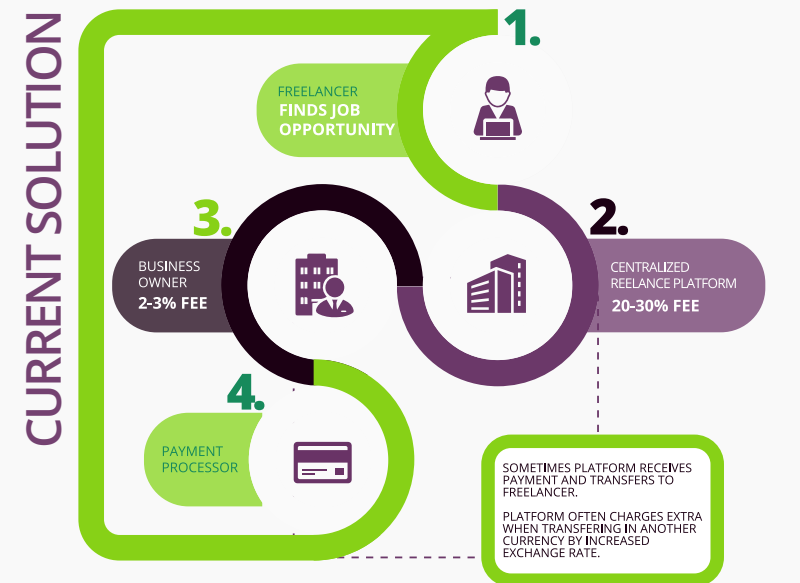 CURRENT SOLUTION
1.
FREELANCER
FINDS JOB
OPPORTUNITY
2.
CENTRALIZED
REELANCE PLATFORM
20-30% FEE
3.
BUSINESS
OWNER
2-3% FEE
4.
PAYMENT
PROCESSOR
SOMETIMES PLATFORM RECEIVES
PAYMENT AND TRANSFERS TO
FREELANCER.
PLATFORM OFTEN CHARGES EXTRA
WHEN TRANSFERING IN ANOTHER
CURRENCY BY INCREASED
EXCHANGE RATE.